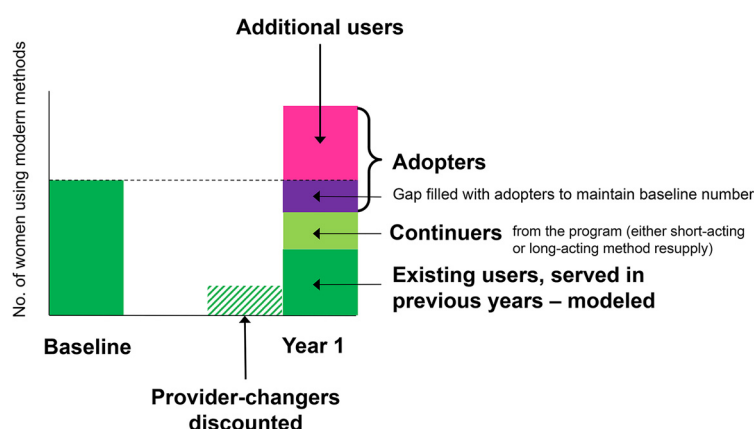 Additional users
No. of women using modern methods
Adopters
Gap filled with adopters to maintain baseline number
Continuers from the program (either short-acting
or long-acting method resupply)
Existing users, served in
previous years – modeled
Baseline
Year 1
Provider-changers
discounted